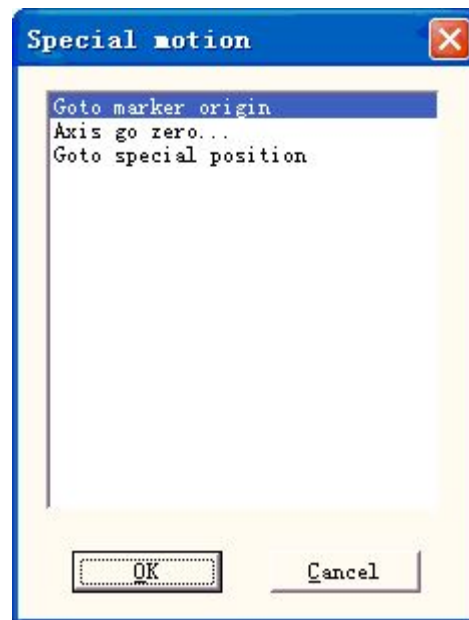 Special motion
Goto marker origin
Axis go zero...
Goto special position
OK
Cancel